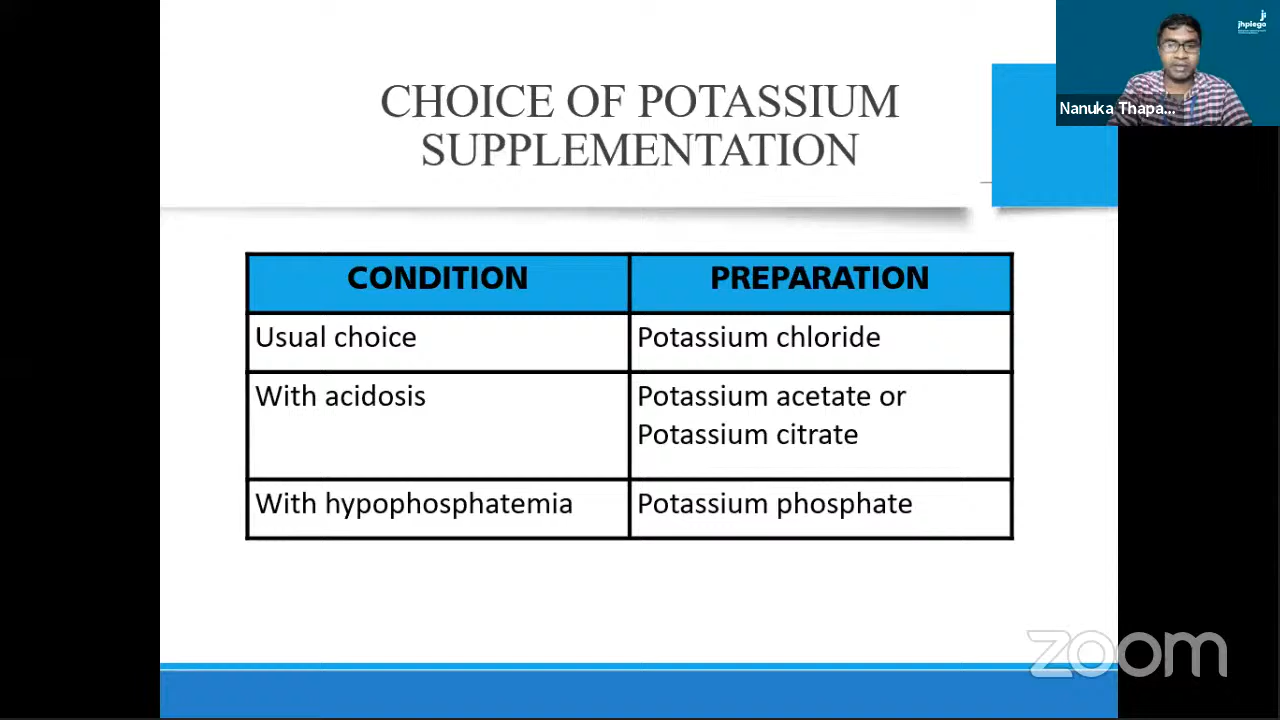 CHOICE OF POTASSIUM
SUPPLEMENTATION
CONDITION PREPARATION
Usual choice Potassium chloride
With acidosis Potassium acetate or
Potassium citrate
With hypophosphatemia Potassium phosphate
jhpiego
Nanuka Thapa...
zoom